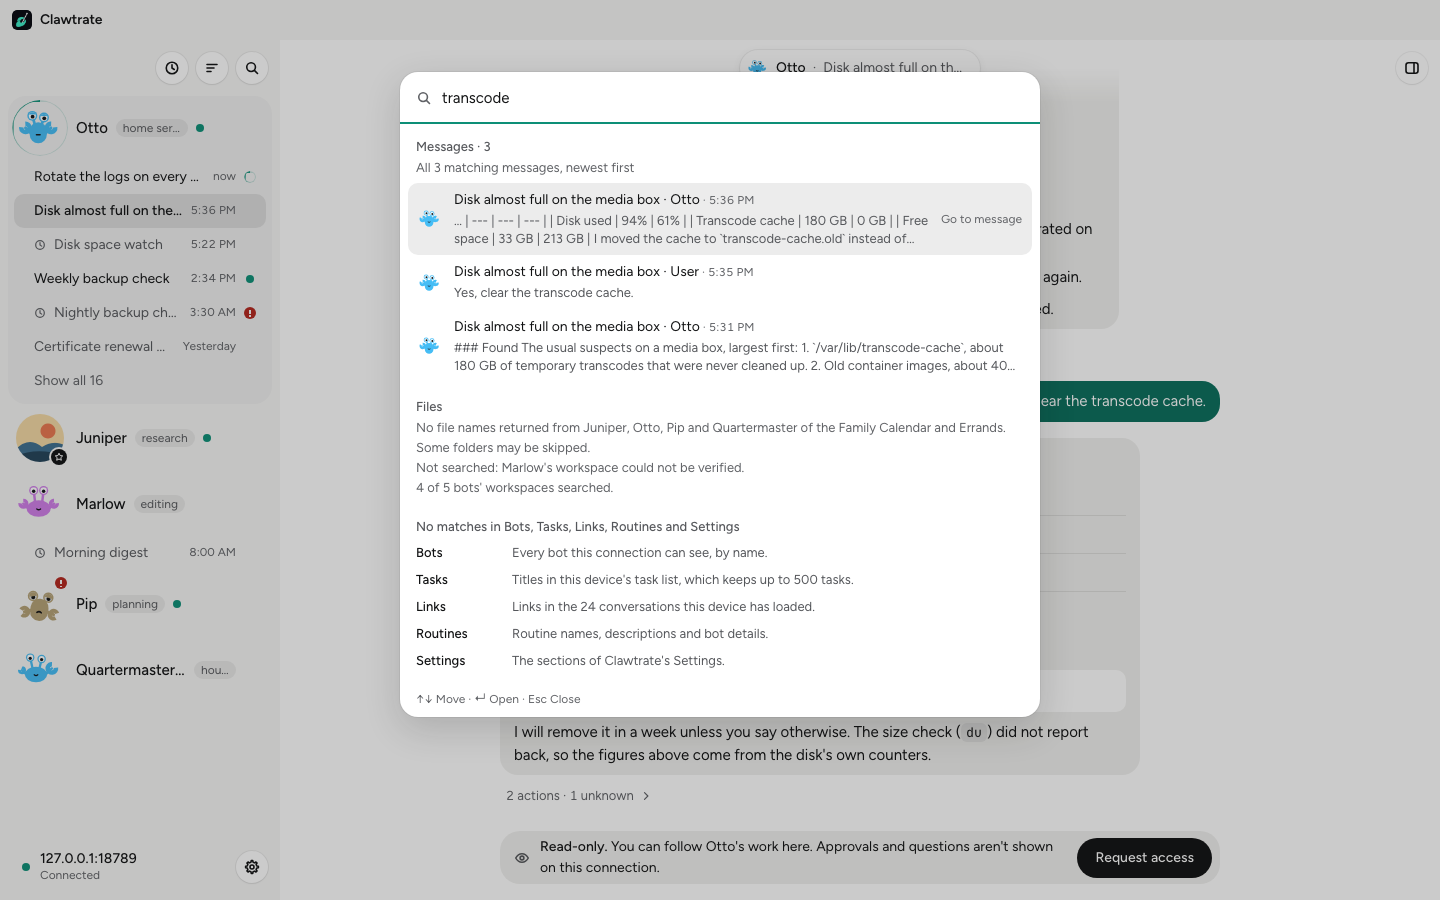 Clawtrate
Otto · Disk almost full on th...
Otto home ser...
Rotate the logs on every ... now
Disk almost full on the... 5:36 PM
Disk space watch 5:22 PM
Weekly backup check 2:34 PM
Nightly backup ch... 3:30 AM
Certificate renewal ... Yesterday
Show all 16
Juniper research
Marlow editing
Morning digest 8:00 AM
Pip planning
Quartermaster... hou...
127.0.0.1:18789
Connected
transcode
Messages · 3
All 3 matching messages, newest first
Disk almost full on the media box · Otto · 5:36 PM
... | --- | --- | --- | | Disk used | 94% | 61% | | Transcode cache | 180 GB | 0 GB | | Free
space | 33 GB | 213 GB | I moved the cache to `transcode-cache.old` instead of...
Go to message
Disk almost full on the media box · User · 5:35 PM
Yes, clear the transcode cache.
Disk almost full on the media box · Otto · 5:31 PM
### Found The usual suspects on a media box, largest first: 1. `/var/lib/transcode-cache`, about
180 GB of temporary transcodes that were never cleaned up. 2. Old container images, about 40...
Files
No file names returned from Juniper, Otto, Pip and Quartermaster of the Family Calendar and Errands.
Some folders may be skipped.
Not searched: Marlow's workspace could not be verified.
4 of 5 bots' workspaces searched.
No matches in Bots, Tasks, Links, Routines and Settings
Bots Every bot this connection can see, by name.
Tasks Titles in this device's task list, which keeps up to 500 tasks.
Links Links in the 24 conversations this device has loaded.
Routines Routine names, descriptions and bot details.
Settings The sections of Clawtrate's Settings.
↑↓ Move · ↵ Open · Esc Close
rated on
again.
ed.
ear the transcode cache.
I will remove it in a week unless you say otherwise. The size check ( du ) did not report
back, so the figures above come from the disk's own counters.
2 actions · 1 unknown
Read-only. You can follow Otto's work here. Approvals and questions aren't shown
on this connection.
Request access